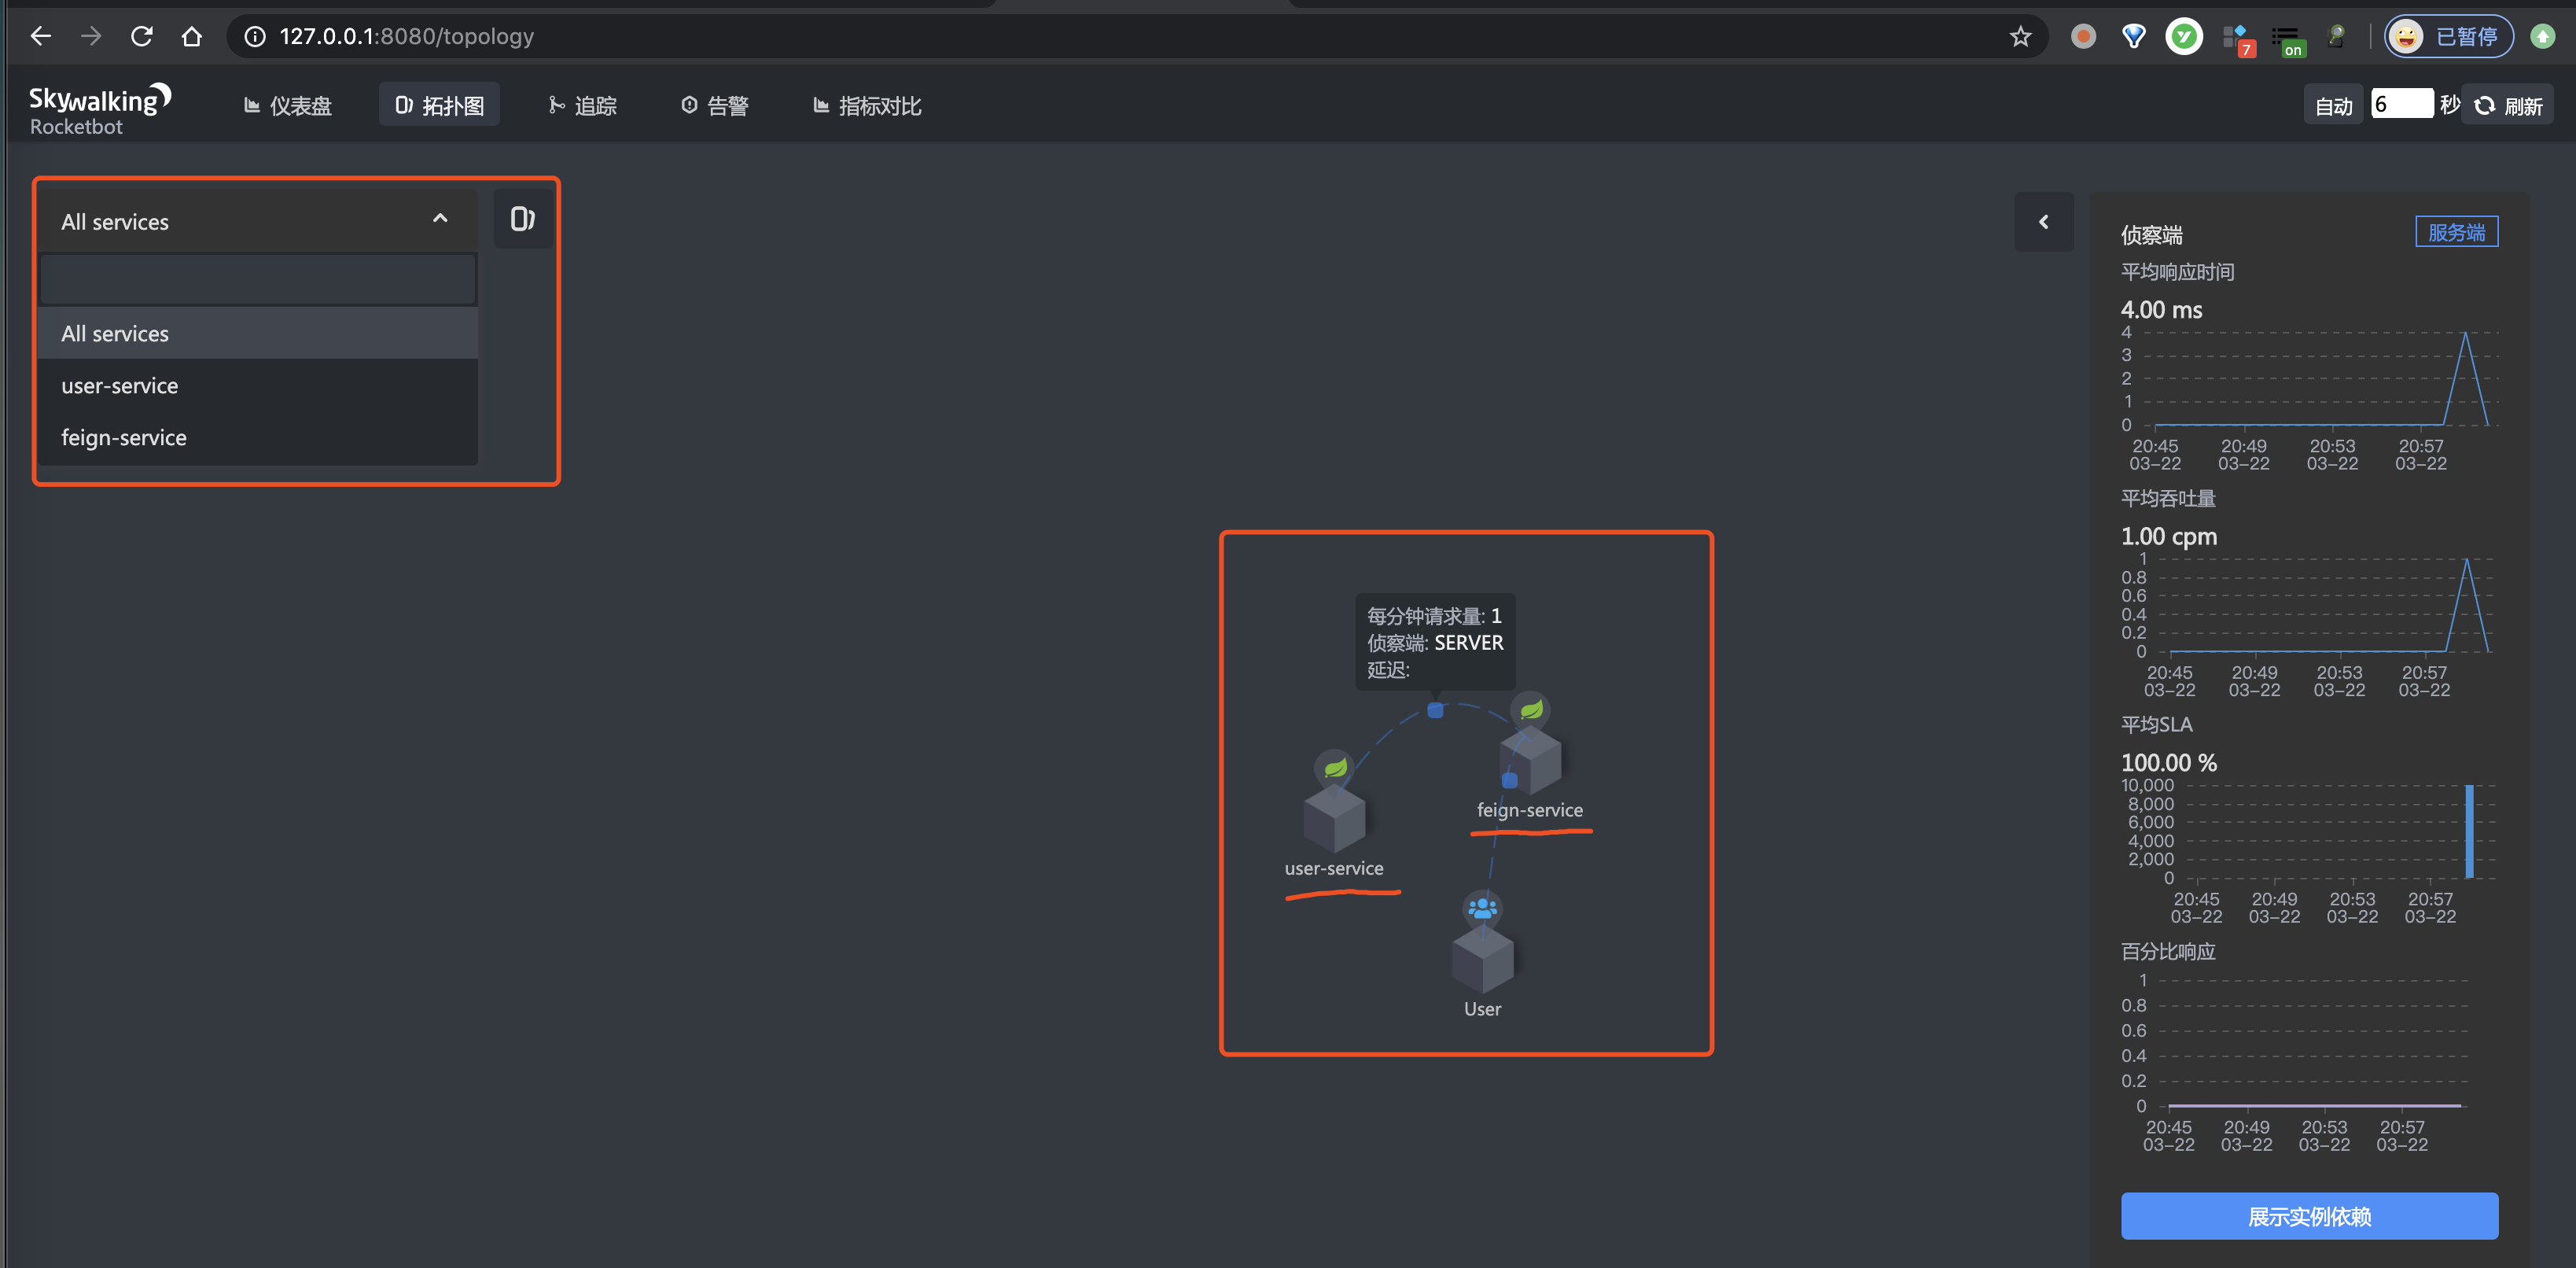 127.0.0.1:8080/topology
7
on
已暂停
Skywalking
Rocketbot
仪表盘
拓扑图
追踪
告警
指标对比
自动
6
秒
刷新
All services
All services
user-service
feign-service
每分钟请求量: 1
侦察端: SERVER
延迟:
feign-service
user-service
User
侦察端
服务端
平均响应时间
4.00 ms
4
3
2
1
0
20:45 20:49 20:53 20:57
03-22 03-22 03-22 03-22
平均吞吐量
1.00 cpm
1
0.8
0.6
0.4
0.2
0
20:45 20:49 20:53 20:57
03-22 03-22 03-22 03-22
平均SLA
100.00 %
10,000
8,000
6,000
4,000
2,000
0
20:45 20:49 20:53 20:57
03-22 03-22 03-22 03-22
百分比响应
1
0.8
0.6
0.4
0.2
0
20:45 20:49 20:53 20:57
03-22 03-22 03-22 03-22
展示实例依赖